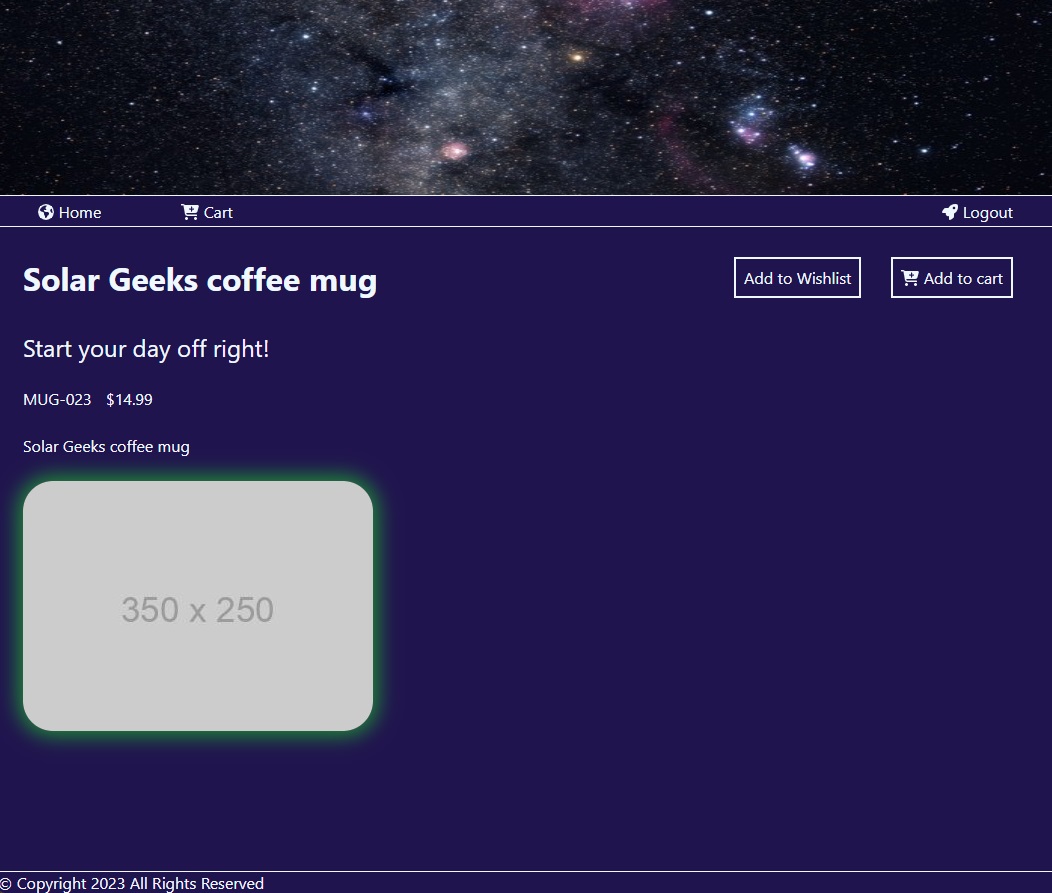 Home Cart Logout
Solar Geeks coffee mug Add to Wishlist Add to cart
Start your day off right!
MUG-023 $14.99
Solar Geeks coffee mug
350 x 250
© Copyright 2023 All Rights Reserved